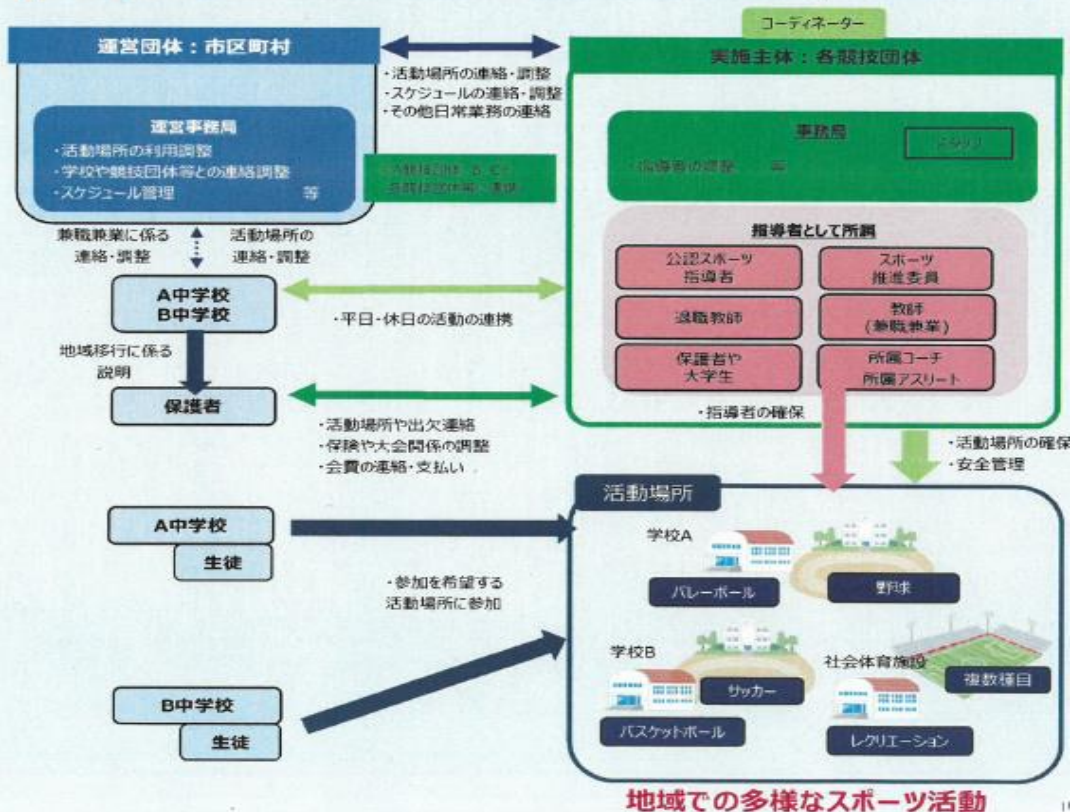 コーディネーター
運営団体：市区町村
実施主体：各競技団体
・活動場所の連絡・調整
・スケジュールの連絡・調整
・その他日常業務の連絡
運営事務局
・活動場所の利用調整
・学校や競技団体等との連絡調整
・スケジュール管理　等
事務局
スタッフ
・指導者の調整　等
兼職兼業に係る
連絡・調整
活動場所の
連絡・調整
指導者として所属
公認スポーツ
指導者
スポーツ
推進委員
退職教師
教師
(兼職兼業)
保護者や
大学生
所属コーチ
所属アスリート
A中学校
B中学校
・平日・休日の活動の連携
地域移行に係る
説明
保護者
・活動場所や出欠連絡
・保険や大会関係の調整
・会費の連絡・支払い
・指導者の確保
・活動場所の確保
・安全管理
活動場所
A中学校
生徒
・参加を希望する
活動場所に参加
B中学校
生徒
学校A
バレーボール
野球
学校B
サッカー
バスケットボール
社会体育施設
複数種目
レクリエーション
地域での多様なスポーツ活動